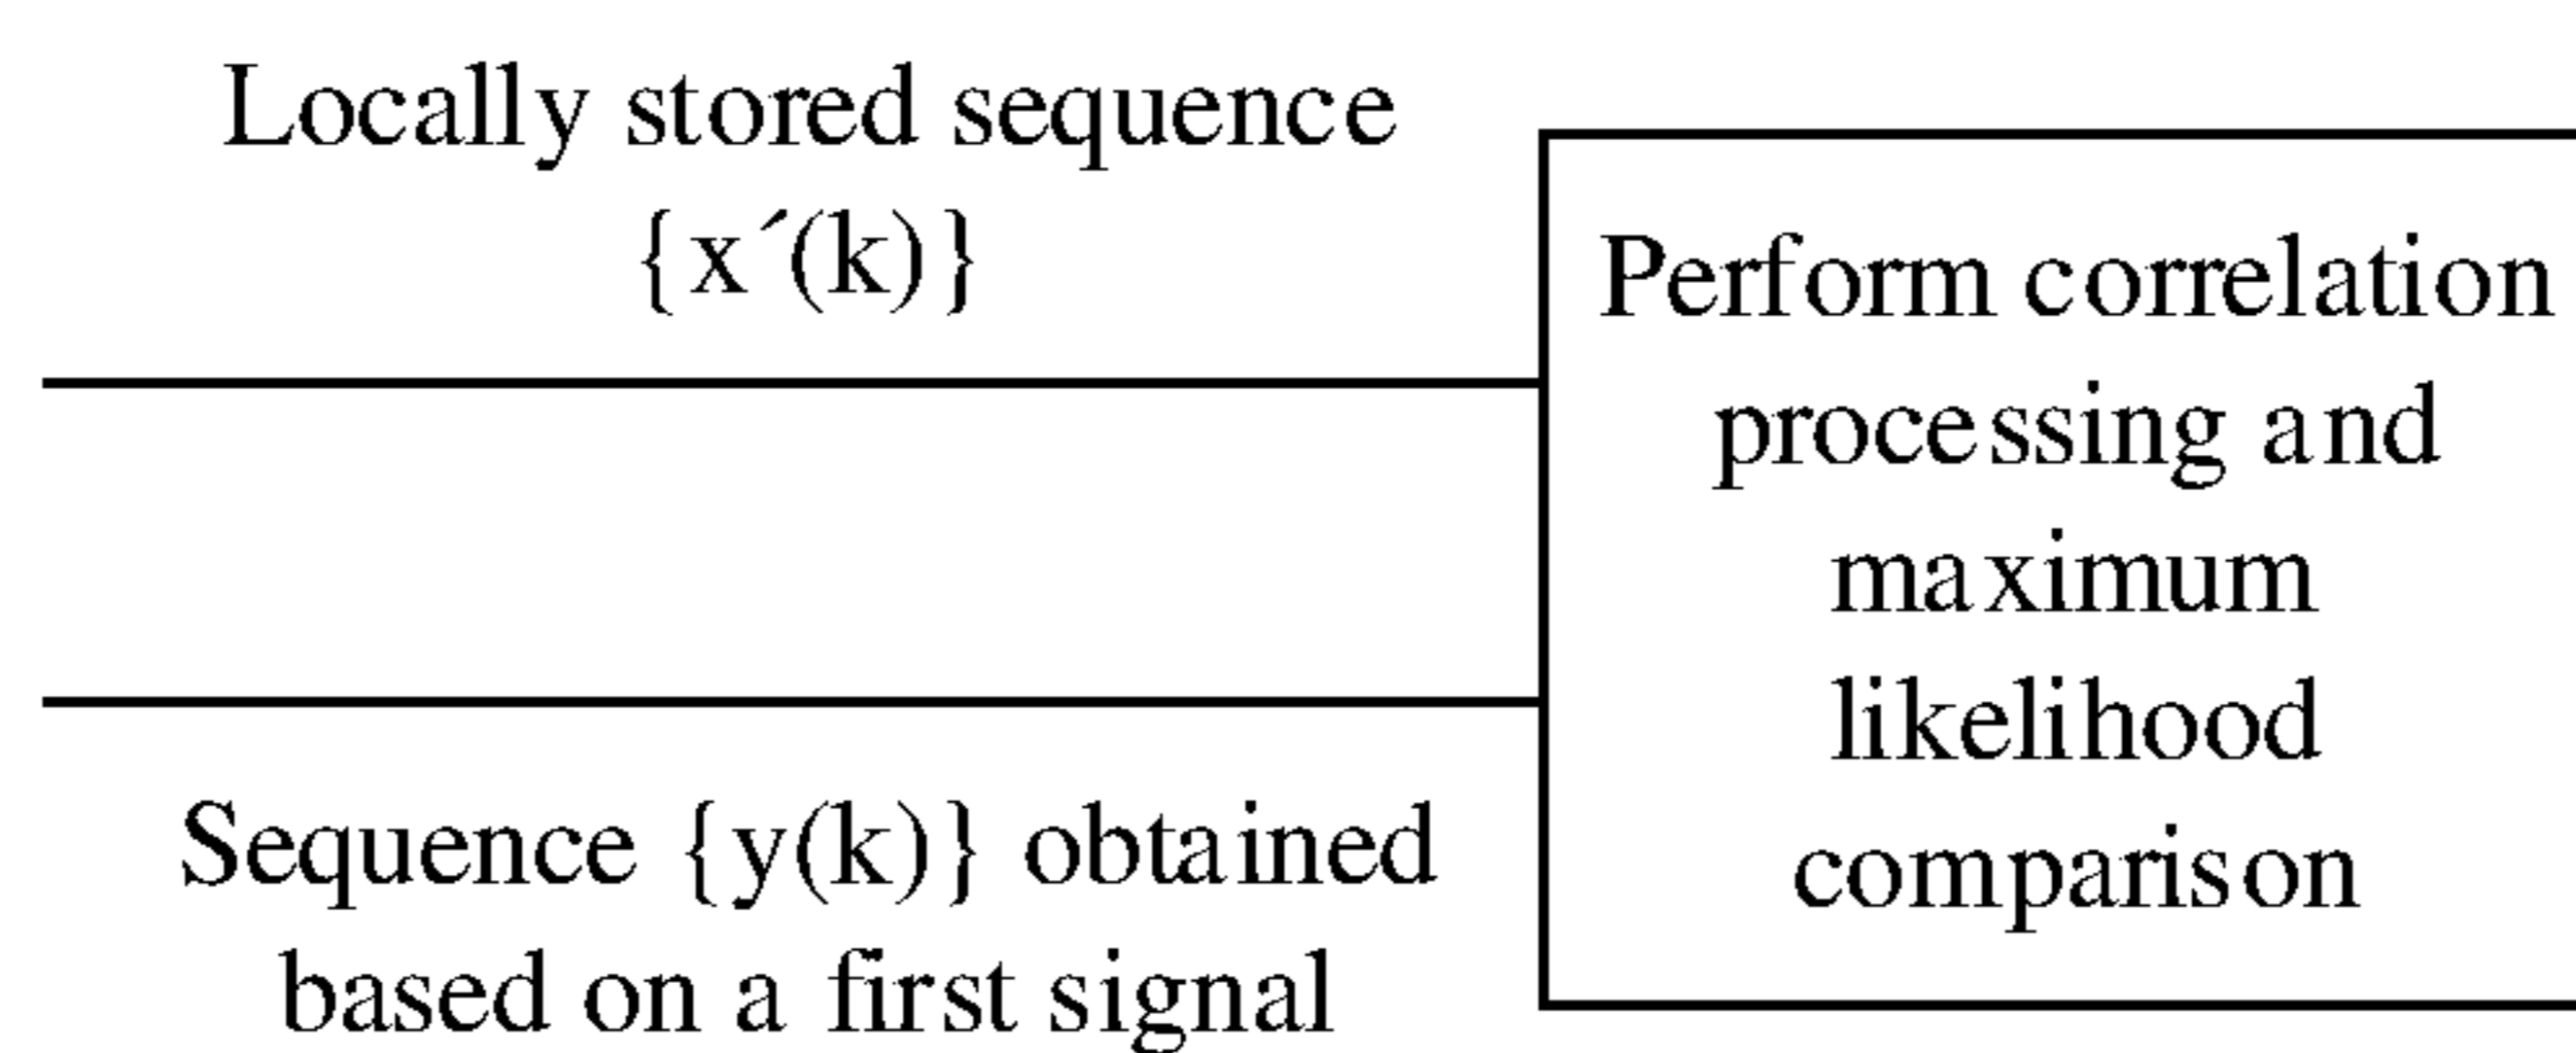 Locally stored sequence
{x´(k)}
Perform correlation
processing and
maximum
likelihood
comparison
Sequence {y(k)} obtained
based on a first signal